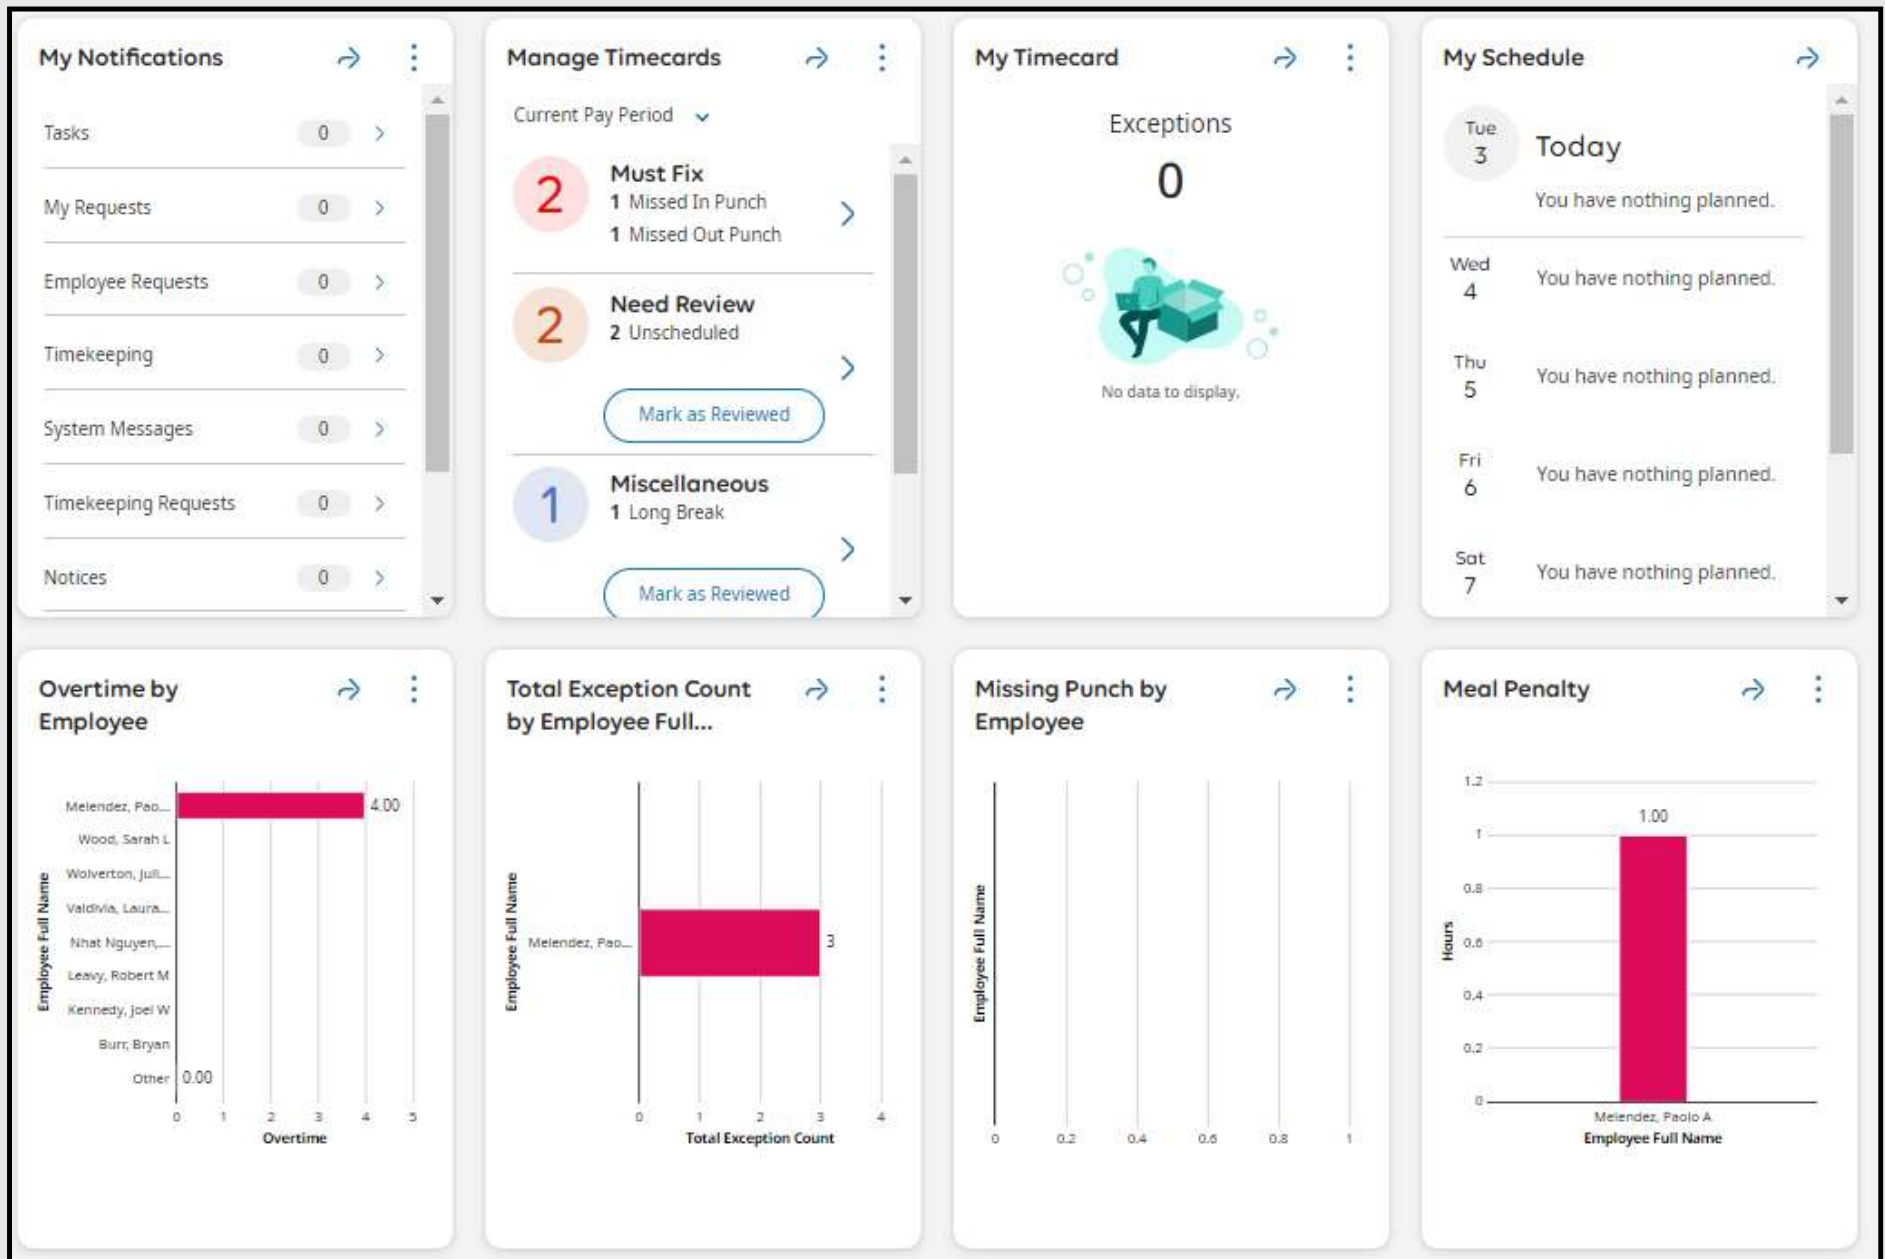 My Notifications
Tasks 0
My Requests 0
Employee Requests 0
Timekeeping 0
System Messages 0
Timekeeping Requests 0
Notices 0
Manage Timecards
Current Pay Period
2 Must Fix
1 Missed In Punch
1 Missed Out Punch
2 Need Review
2 Unscheduled
Mark as Reviewed
1 Miscellaneous
1 Long Break
Mark as Reviewed
My Timecard
Exceptions
0
No data to display.
My Schedule
Tue
3
Today
You have nothing planned.
Wed
4
You have nothing planned.
Thu
5
You have nothing planned.
Fri
6
You have nothing planned.
Sat
7
You have nothing planned.
Overtime by
Employee
Employee Full Name
Melendez, Pao... 4.00
Wood, Sarah L
Wolverton, Juli...
Valdivia, Laura...
Nhat Nguyen,...
Leavy, Robert M
Kennedy, Joel W
Burr, Bryan
Other 0.00
0 1 2 3 4 5
Overtime
Total Exception Count
by Employee Full...
Employee Full Name
Melendez, Pao... 3
0 1 2 3 4
Total Exception Count
Missing Punch by
Employee
Employee Full Name
0 0.2 0.4 0.6 0.8 1
Meal Penalty
Hours
1.2
1.00
1
0.8
0.6
0.4
0.2
0
Melendez, Paolo A
Employee Full Name